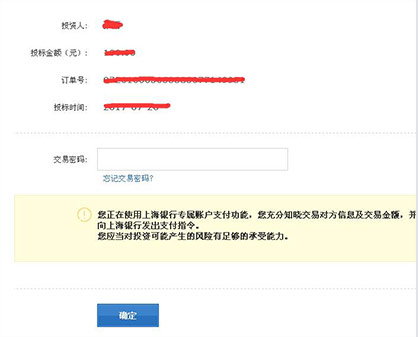 投资人：
投标金额（元）：
订单号：
投标时间：
交易密码：
忘记交易密码？
您正在使用上海银行专属账户支付功能，您充分知晓交易对方信息及交易金额，并
向上海银行发出支付指令。
您应当对投资可能产生的风险有足够的承受能力。
确定